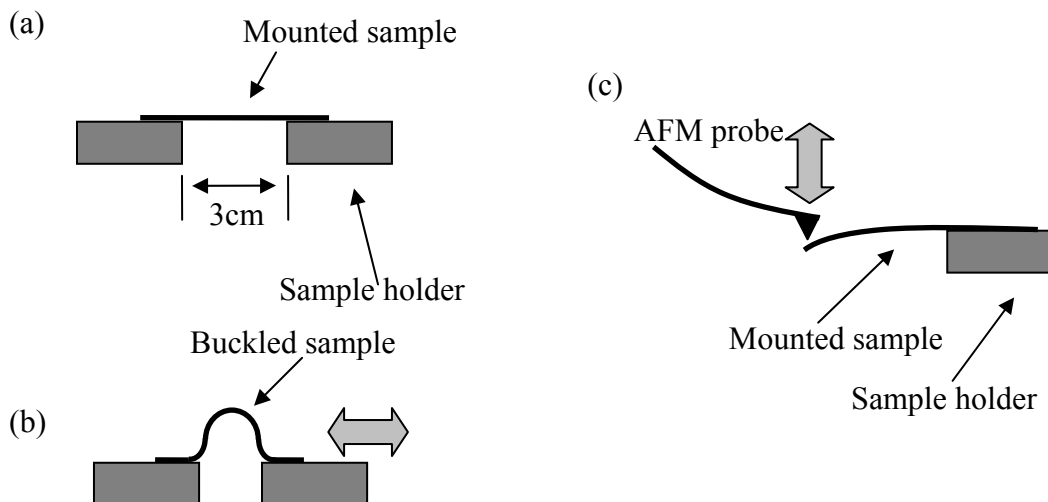 (a)
Mounted sample
3cm
Sample holder
Buckled sample
(b)
(c)
AFM probe
Mounted sample
Sample holder